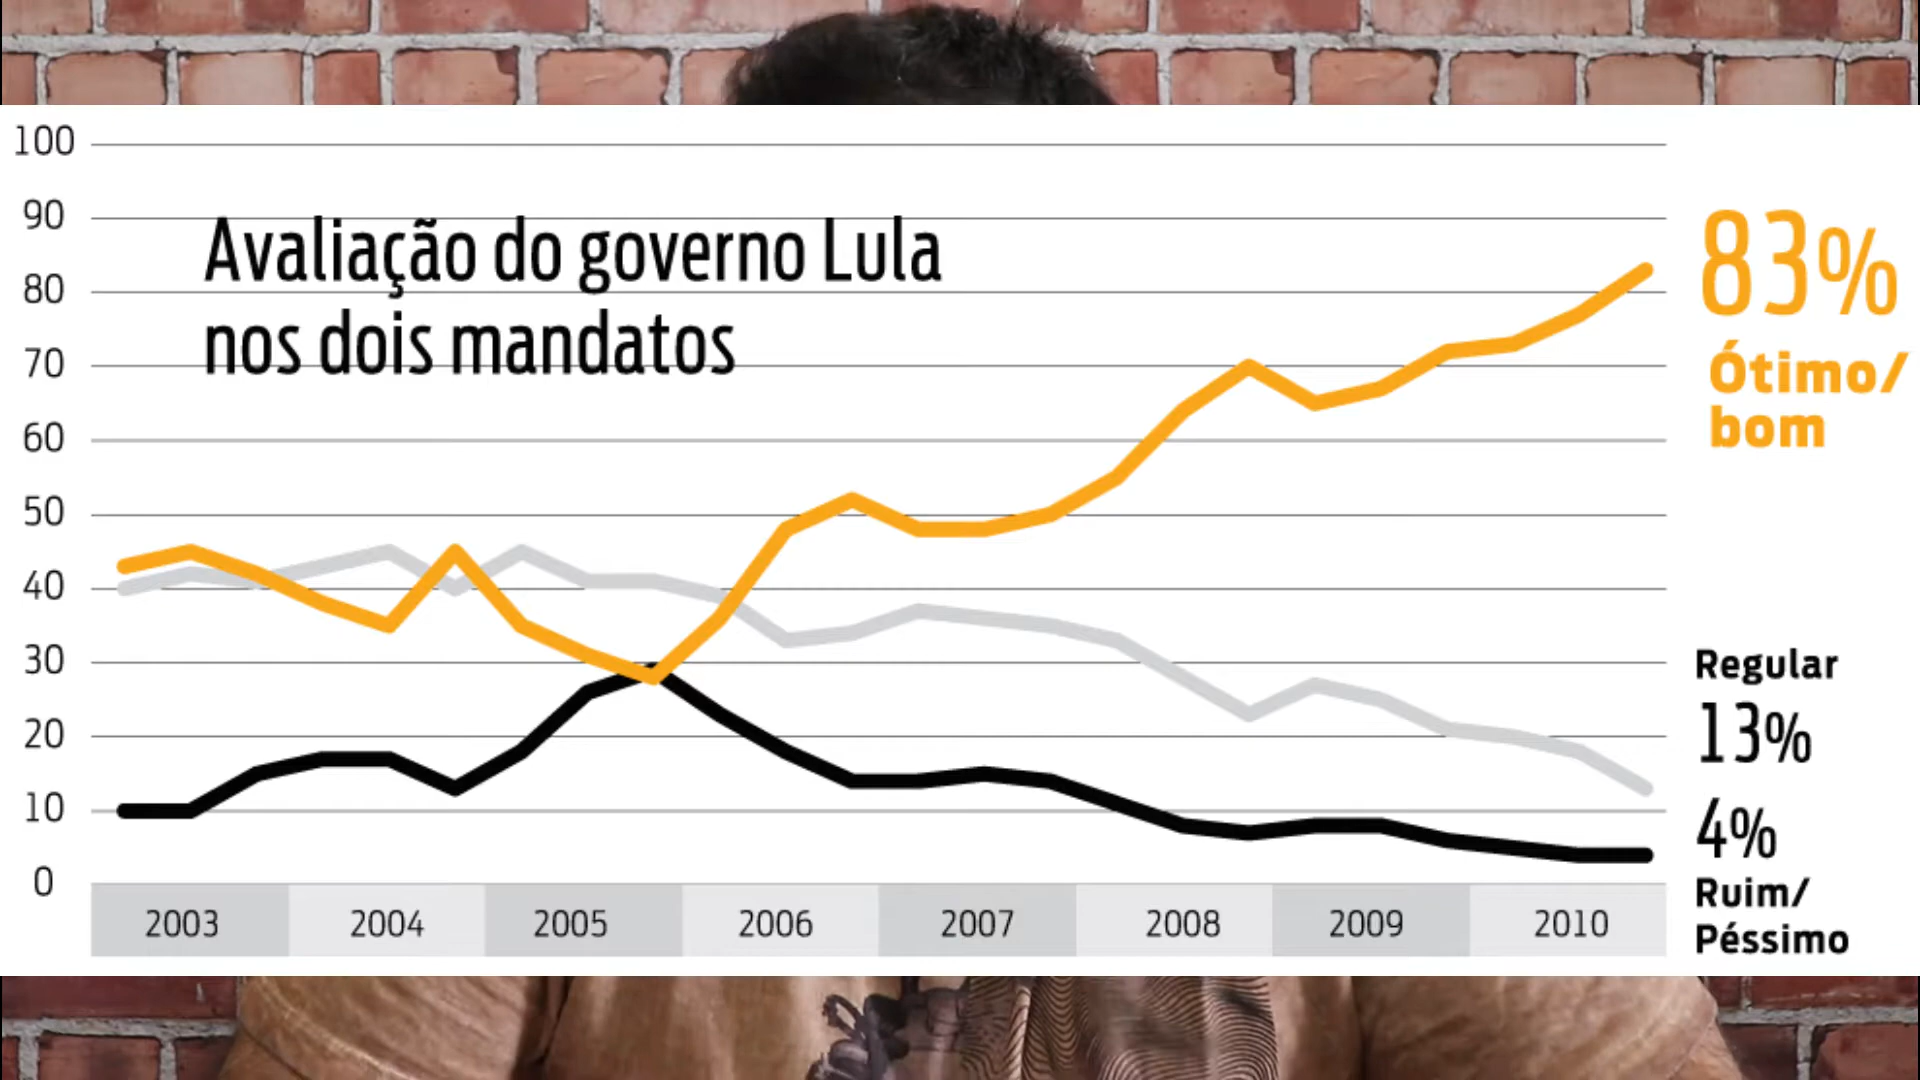 Avaliação do governo Lula
nos dois mandatos
100
90
80
70
60
50
40
30
20
10
0
2003 2004 2005 2006 2007 2008 2009 2010
83%
Ótimo/
bom
Regular
13%
4%
Ruim/
Péssimo